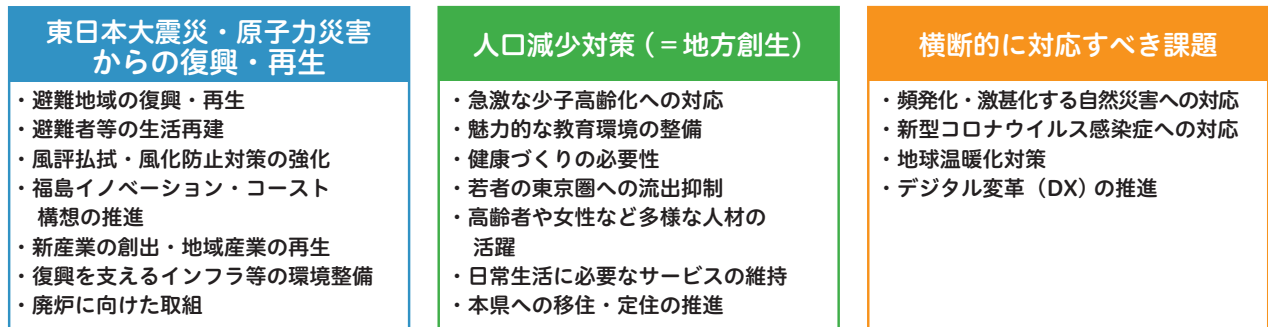 東日本大震災・原子力災害
からの復興・再生
・避難地域の復興・再生
・避難者等の生活再建
・風評払拭・風化防止対策の強化
・福島イノベーション・コースト
構想の推進
・新産業の創出・地域産業の再生
・復興を支えるインフラ等の環境整備
・廃炉に向けた取組
人口減少対策（＝地方創生）
・急激な少子高齢化への対応
・魅力的な教育環境の整備
・健康づくりの必要性
・若者の東京圏への流出抑制
・高齢者や女性など多様な人材の
活躍
・日常生活に必要なサービスの維持
・本県への移住・定住の推進
横断的に対応すべき課題
・頻発化・激甚化する自然災害への対応
・新型コロナウイルス感染症への対応
・地球温暖化対策
・デジタル変革（DX）の推進